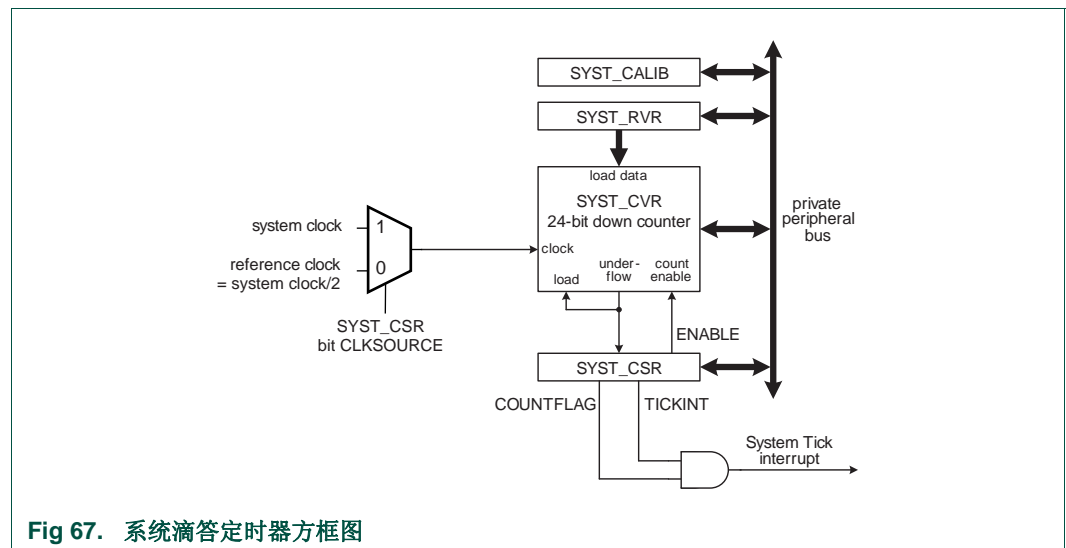 SYST_CALIB
SYST_RVR
load data
SYST_CVR
24-bit down counter
private
peripheral
bus
system clock
1
clock
reference clock
= system clock/2
0
under-
flow
count
enable
load
SYST_CSR
bit CLKSOURCE
ENABLE
SYST_CSR
COUNTFLAG
TICKINT
System Tick
interrupt
Fig 67. 系统滴答定时器方框图